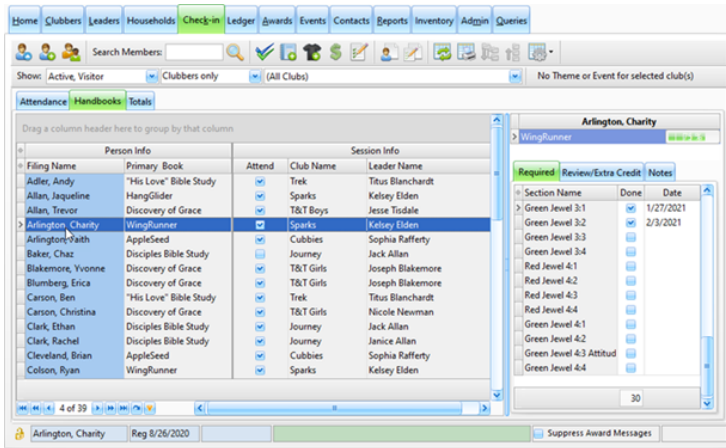 Home Clubbers Leaders Households Check-in Ledger Awards Events Contacts Reports Inventory Admin Queries
Search Members:
Show: Active, Visitor Clubbers only (All Clubs) No Theme or Event for selected club(s)
Attendance Handbooks Totals
Drag a column header here to group by that column
Person Info Session Info
Filing Name Primary Book Attend Club Name Leader Name
Adler, Andy "His Love" Bible Study Trek Titus Blanchardt
Allan, Jaqueline HangGlider Sparks Kelsey Elden
Allan, Trevor Discovery of Grace T&T Boys Jesse Tisdale
Arlington, Charity WingRunner Sparks Kelsey Elden
Arlington, Faith AppleSeed Cubbies Sophia Rafferty
Baker, Chaz Disciples Bible Study Journey Jack Allan
Blakemore, Yvonne Discovery of Grace T&T Girls Joseph Blakemore
Blumberg, Erica Discovery of Grace T&T Girls Joseph Blakemore
Carson, Ben "His Love" Bible Study Trek Titus Blanchardt
Carson, Christina Discovery of Grace T&T Girls Nicole Newman
Clark, Ethan Disciples Bible Study Journey Jack Allan
Clark, Rachel Disciples Bible Study Journey Janice Allan
Cleveland, Brian AppleSeed Cubbies Sophia Rafferty
Colson, Ryan WingRunner Sparks Kelsey Elden
4 of 39
Arlington, Charity
WingRunner
Required Review/Extra Credit Notes
Section Name Done Date
Green Jewel 3:1 1/27/2021
Green Jewel 3:2 2/3/2021
Green Jewel 3:3
Green Jewel 3:4
Red Jewel 4:1
Red Jewel 4:2
Red Jewel 4:3
Red Jewel 4:4
Green Jewel 4:1
Green Jewel 4:2
Green Jewel 4:3 Attitud
Green Jewel 4:4
30
Arlington, Charity Reg 8/26/2020 Suppress Award Messages